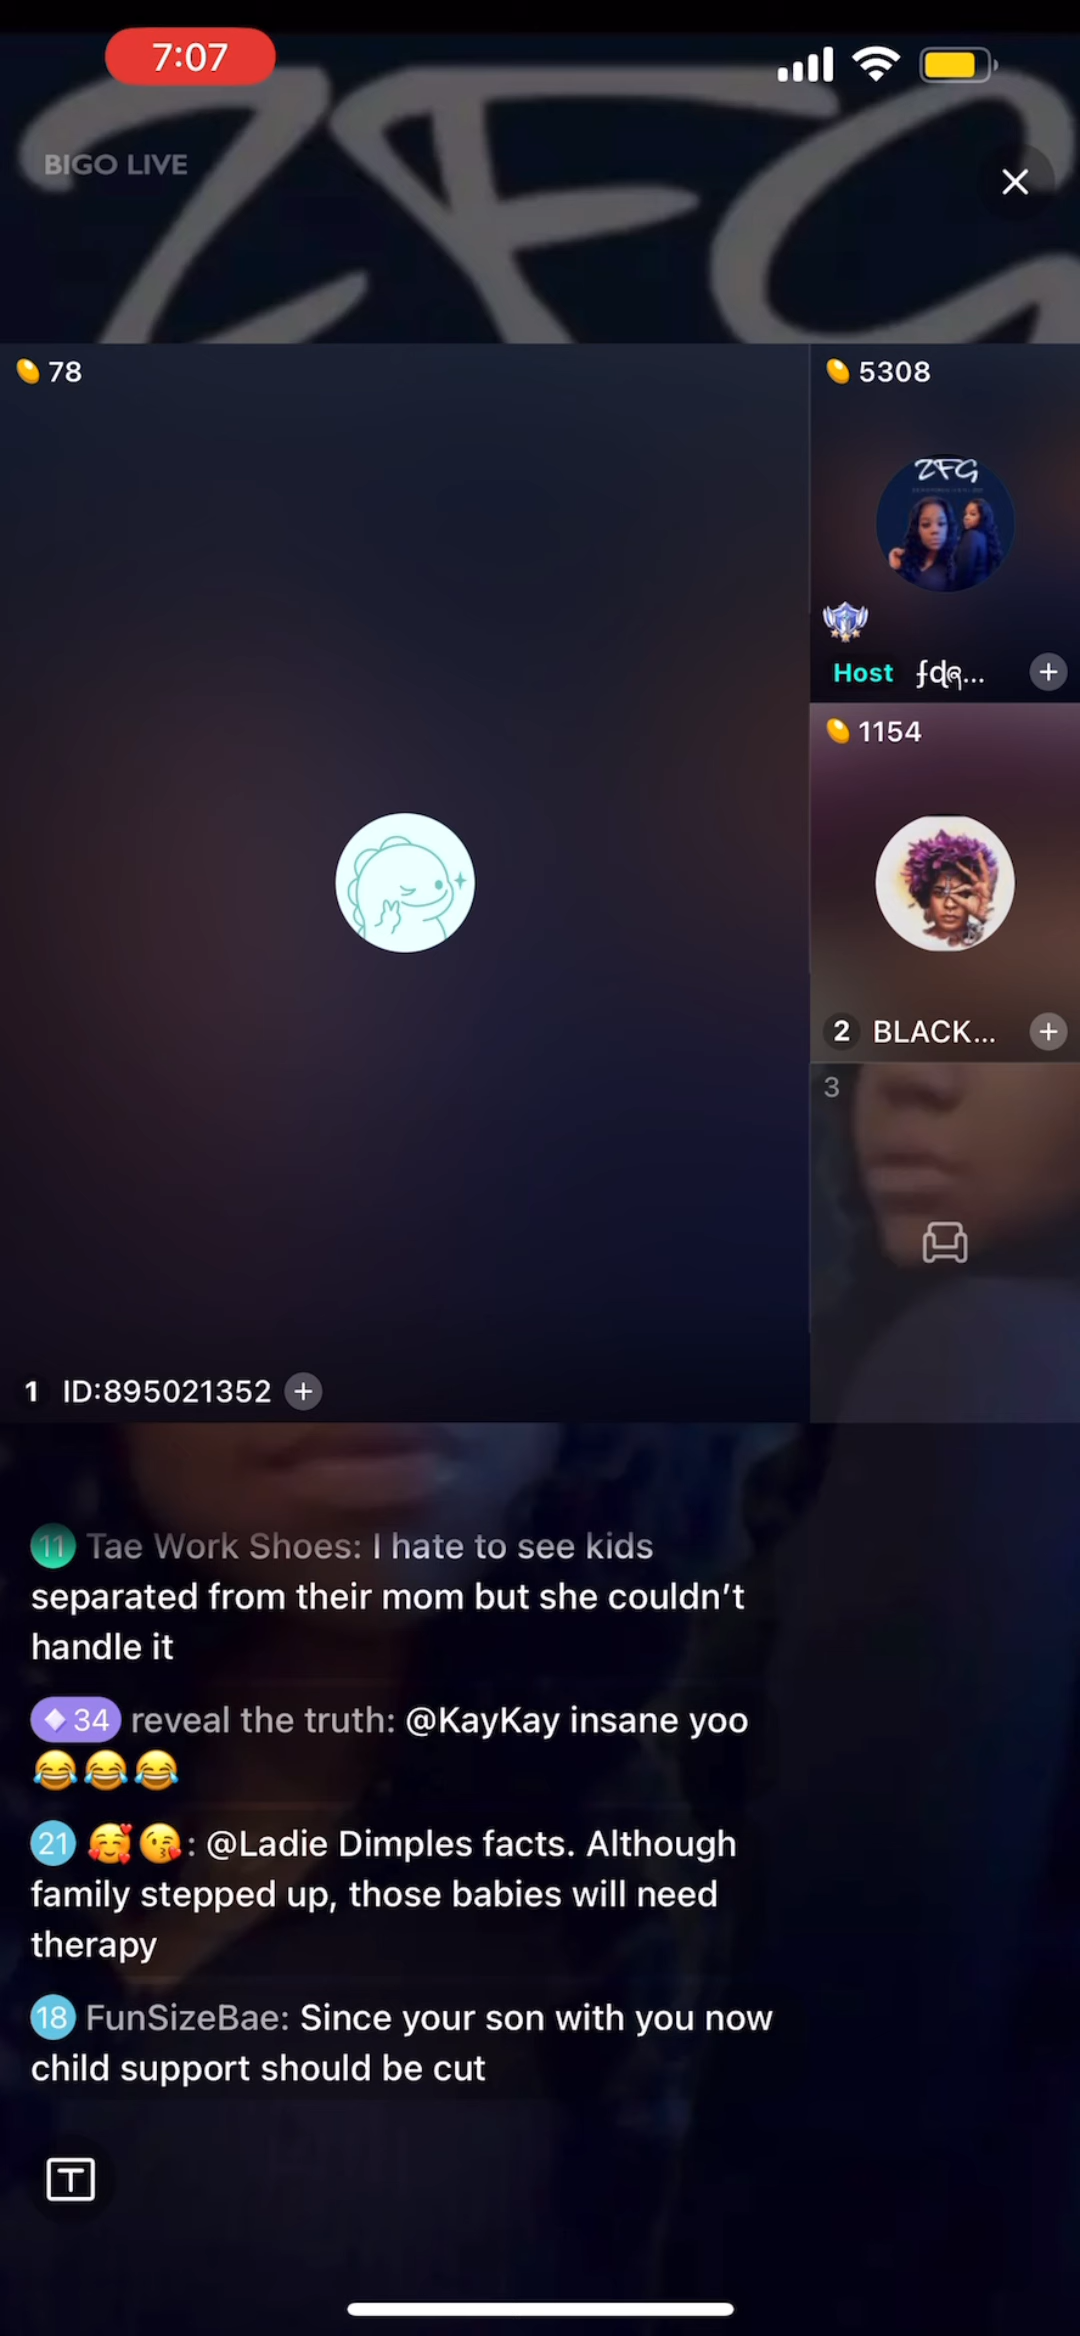 7:07
ZFG
BIGO LIVE
78
5308
ZFG
Host
1154
2 BLACK...
3
1 ID:895021352
11 Tae Work Shoes: I hate to see kids
separated from their mom but she couldn’t
handle it
34 reveal the truth: @KayKay insane yoo
😂😂😂
21 🥰😘: @Ladie Dimples facts. Although
family stepped up, those babies will need
therapy
18 FunSizeBae: Since your son with you now
child support should be cut
T